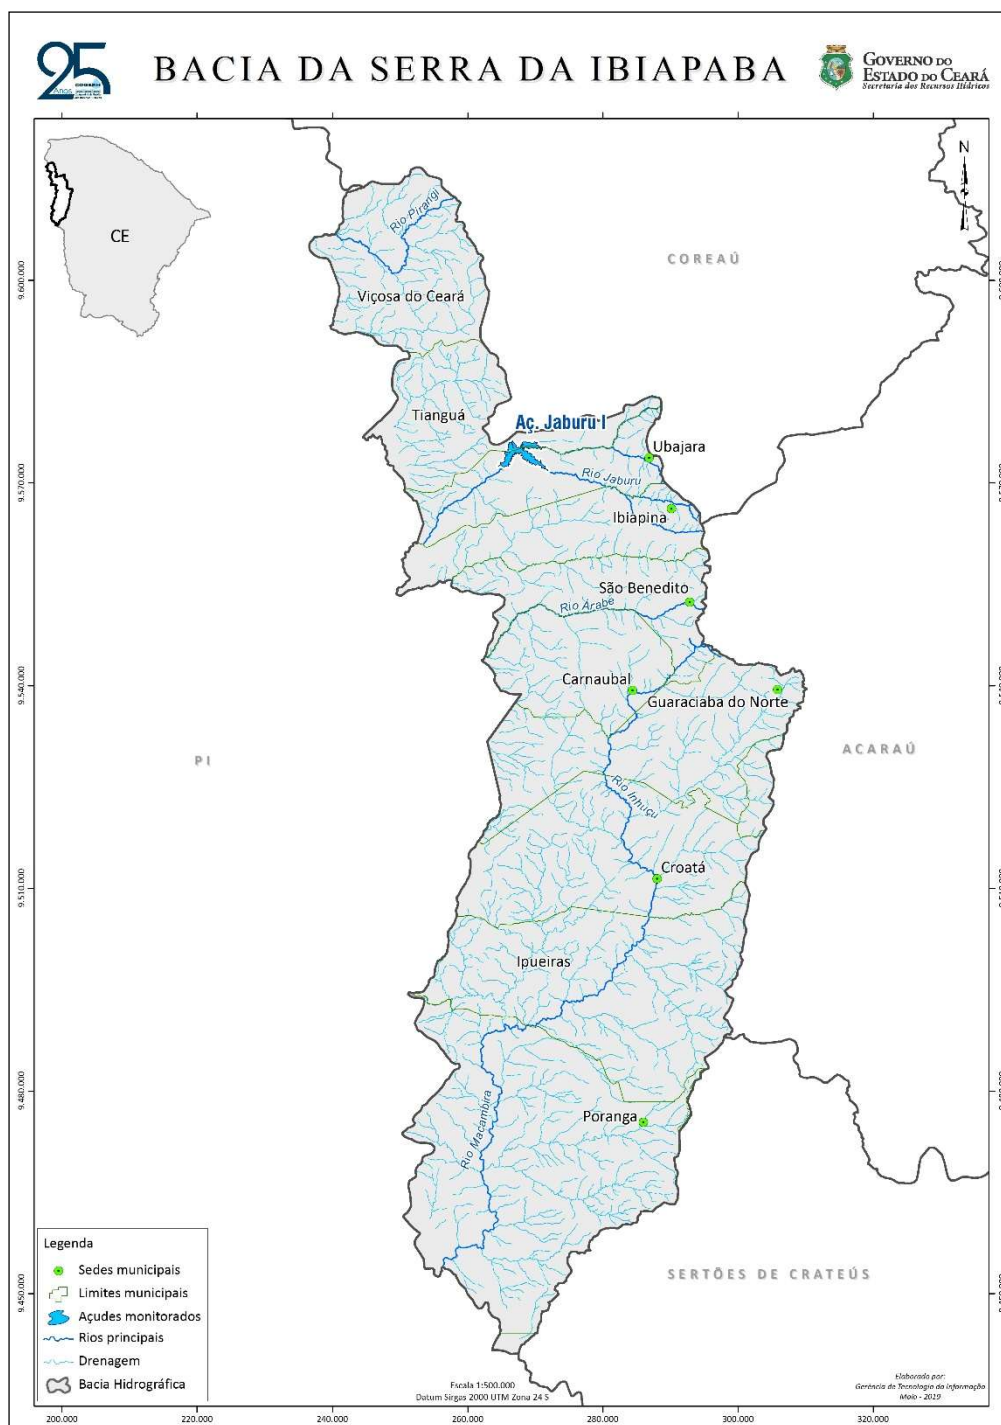 25
Anos
BACIA DA SERRA DA IBIAPABA
GOVERNO DO
ESTADO DO CEARÁ
Secretaria dos Recursos Hídricos
N
CE
COREAÚ
Rio Pirangi
Viçosa do Ceará
Tianguá
Aç. Jaburu I
Ubajara
Rio Jaburu
Ibiapina
São Benedito
Rio Árabe
Carnaubal
Guaraciaba do Norte
ACARAÚ
PI
Rio Inhuçu
Croatá
Ipueiras
Poranga
Rio Macambira
SERTÕES DE CRATEÚS
9.600.000
9.570.000
9.540.000
9.510.000
9.480.000
9.450.000
Legenda
Sedes municipais
Limites municipais
Açudes monitorados
Rios principais
Drenagem
Bacia Hidrográfica
Escala 1:500.000
Datum Sirgas 2000 UTM Zona 24 S
Elaborado por:
Gerência de Tecnologia da Informação
Maio - 2019
200.000
220.000
240.000
260.000
280.000
300.000
320.000